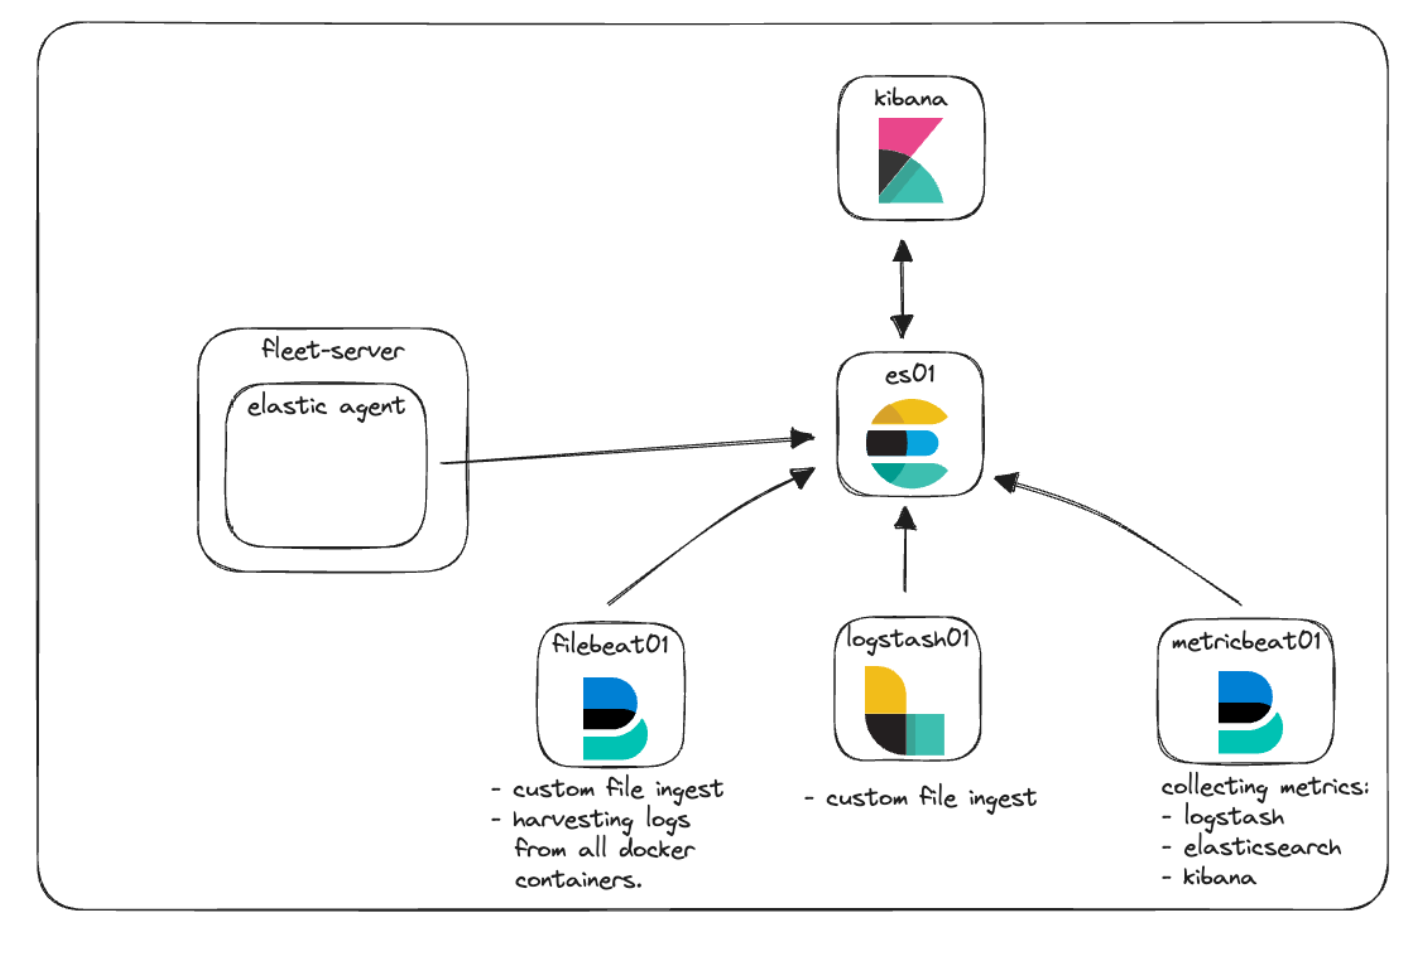 kibana
es01
fleet-server
elastic agent
filebeat01
- custom file ingest
- harvesting logs
from all docker
containers.
logstash01
- custom file ingest
metricbeat01
collecting metrics:
- logstash
- elasticsearch
- kibana